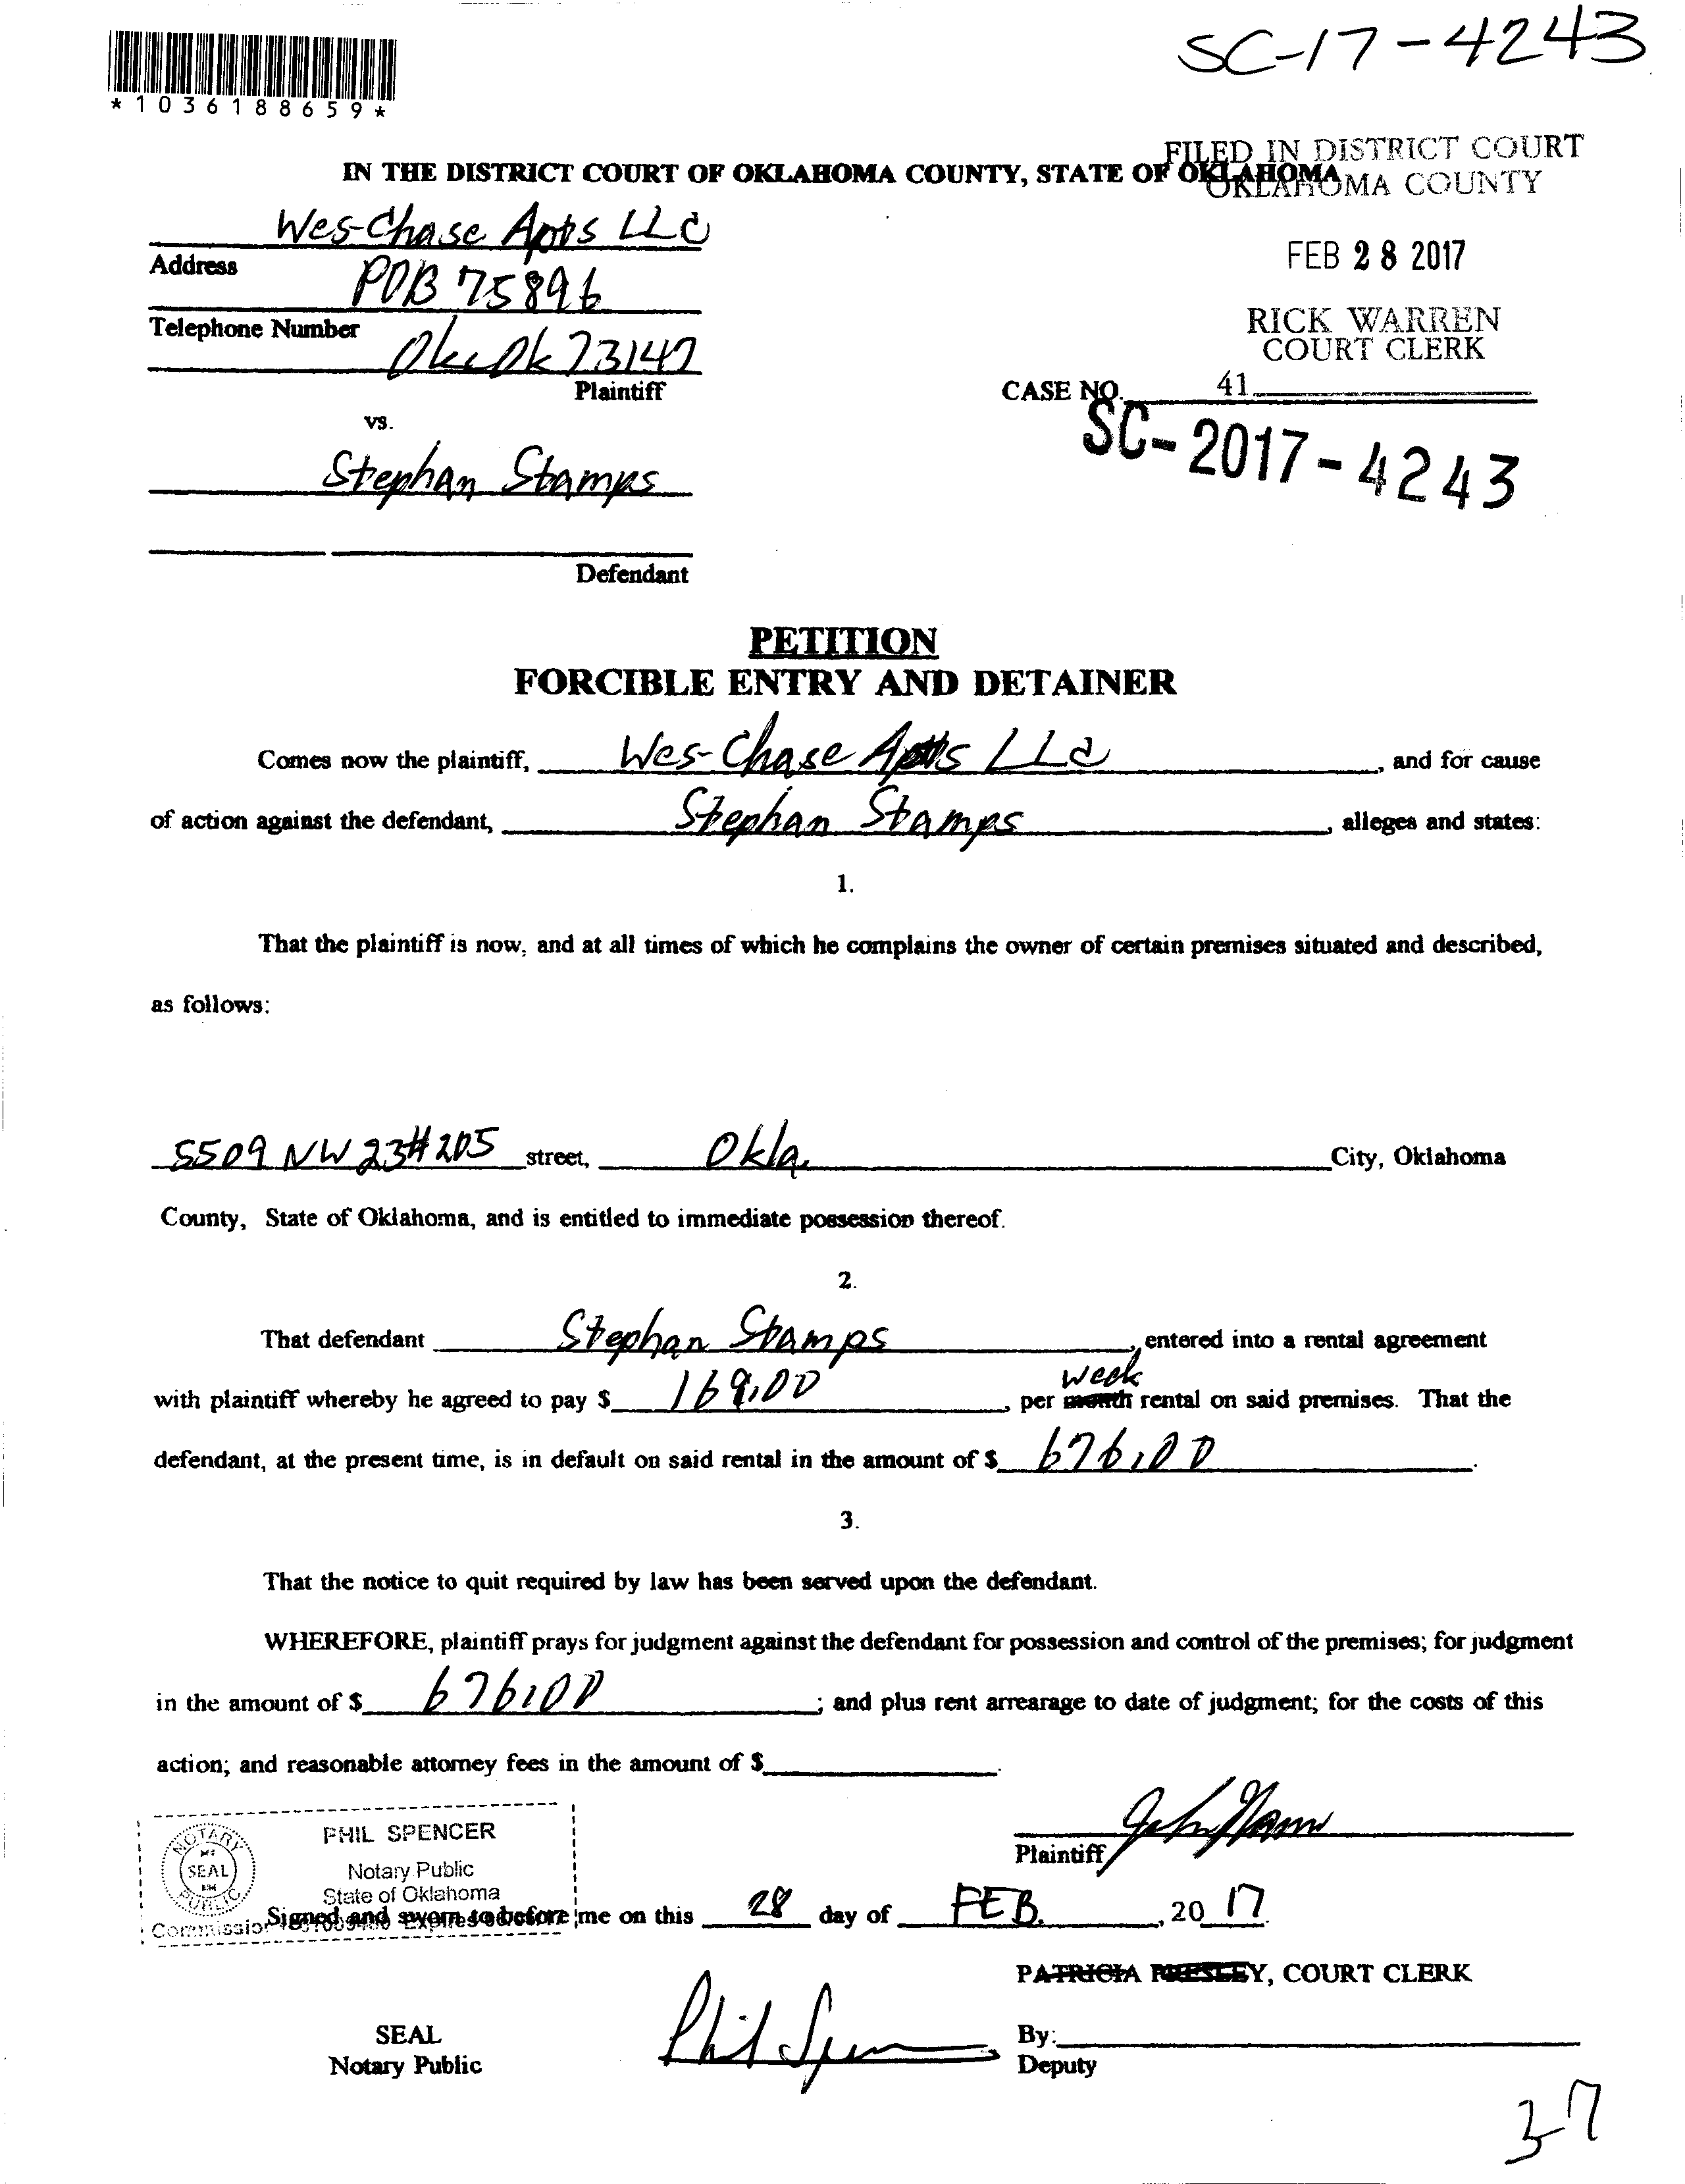 SC-17-4243
*1036188659*
FILED IN DISTRICT COURT
OKLAHOMA COUNTY
IN THE DISTRICT COURT OF OKLAHOMA COUNTY, STATE OF OKLAHOMA
Wes-Chase Apts LLC
FEB 28 2017
Address
POB 75896
RICK WARREN
COURT CLERK
Telephone Number
Okc Ok 73147
Plaintiff
CASE NO. 41
SC-2017-4243
vs.
Stephan Stamps
Defendant
PETITION
FORCIBLE ENTRY AND DETAINER
Comes now the plaintiff, Wes-Chase Apts LLC, and for cause
of action against the defendant, Stephan Stamps, alleges and states:
1.
That the plaintiff is now, and at all times of which he complains the owner of certain premises situated and described,
as follows:
5509 NW 23#205 street, Okla. City, Oklahoma
County, State of Oklahoma, and is entitled to immediate possession thereof.
2.
That defendant Stephan Stamps, entered into a rental agreement
week
with plaintiff whereby he agreed to pay $ 169.00, per month rental on said premises. That the
defendant, at the present time, is in default on said rental in the amount of $ 676.00.
3.
That the notice to quit required by law has been served upon the defendant.
WHEREFORE, plaintiff prays for judgment against the defendant for possession and control of the premises; for judgment
in the amount of $ 676.00; and plus rent arrearage to date of judgment; for the costs of this
action; and reasonable attorney fees in the amount of $.
NOTARY
SEAL
PUBLIC
PHIL SPENCER
Notary Public
State of Oklahoma
Plaintiff
Signed and sworn to before me on this 28 day of FEB., 20 17.
PATRICIA PRESLEY, COURT CLERK
Phil Spencer
SEAL
Notary Public
By:
Deputy
3-7